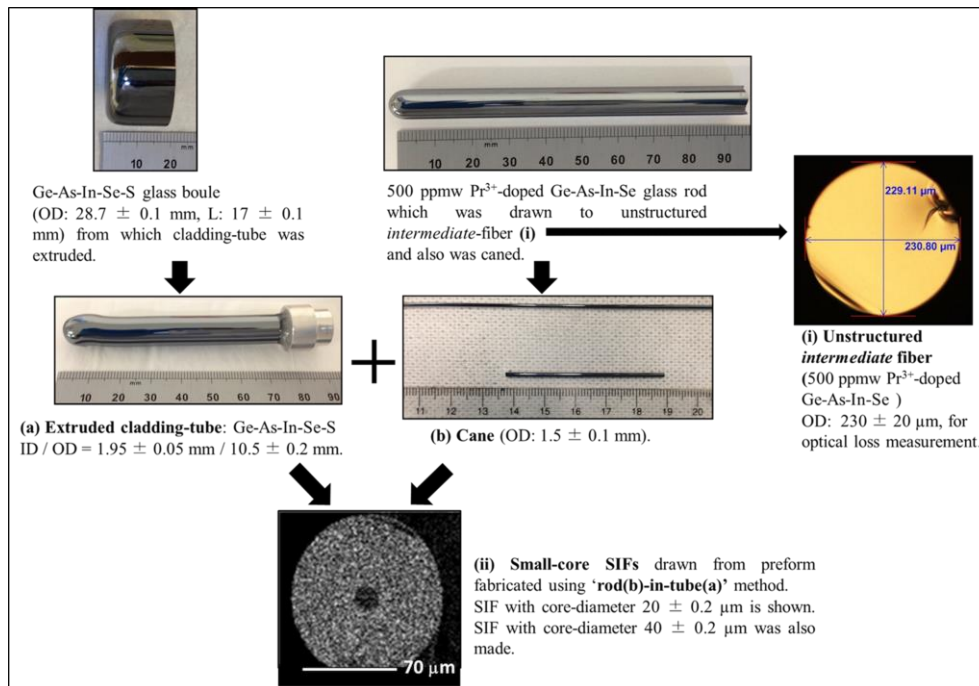 mm
10 20
Ge-As-In-Se-S glass boule
(OD: 28.7 ± 0.1 mm, L: 17 ± 0.1
mm) from which cladding-tube was
extruded.
mm
10 20 30 40 50 60 70 80 90
500 ppmw Pr³⁺-doped Ge-As-In-Se glass rod
which was drawn to unstructured
intermediate-fiber (i)
and also was caned.
229.11 µm
230.80 µm
(i) Unstructured
intermediate fiber
(500 ppmw Pr³⁺-doped
Ge-As-In-Se )
OD: 230 ± 20 µm, for
optical loss measurement.
mm
10 20 30 40 50 60 70 80 90
(a) Extruded cladding-tube: Ge-As-In-Se-S
ID / OD = 1.95 ± 0.05 mm / 10.5 ± 0.2 mm.
+
11 12 13 14 15 16 17 18 19 20
(b) Cane (OD: 1.5 ± 0.1 mm).
70 µm
(ii) Small-core SIFs drawn from preform
fabricated using ‘rod(b)-in-tube(a)’ method.
SIF with core-diameter 20 ± 0.2 µm is shown.
SIF with core-diameter 40 ± 0.2 µm was also
made.